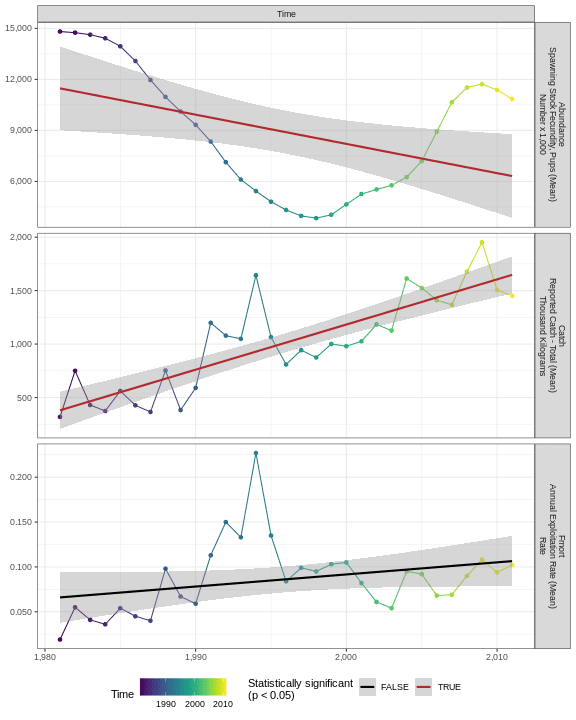 Time
15,000
12,000
9,000
6,000
Abundance
Spawning Stock Fecundity, Pups (Mean)
Number x 1,000
2,000
1,500
1,000
500
Catch
Reported Catch - Total (Mean)
Thousand Kilograms
0.200
0.150
0.100
0.050
Fmort
Annual Exploitation Rate (Mean)
Rate
1,980
1,990
2,000
2,010
Time
1990 2000 2010
Statistically significant
(p < 0.05)
FALSE
TRUE